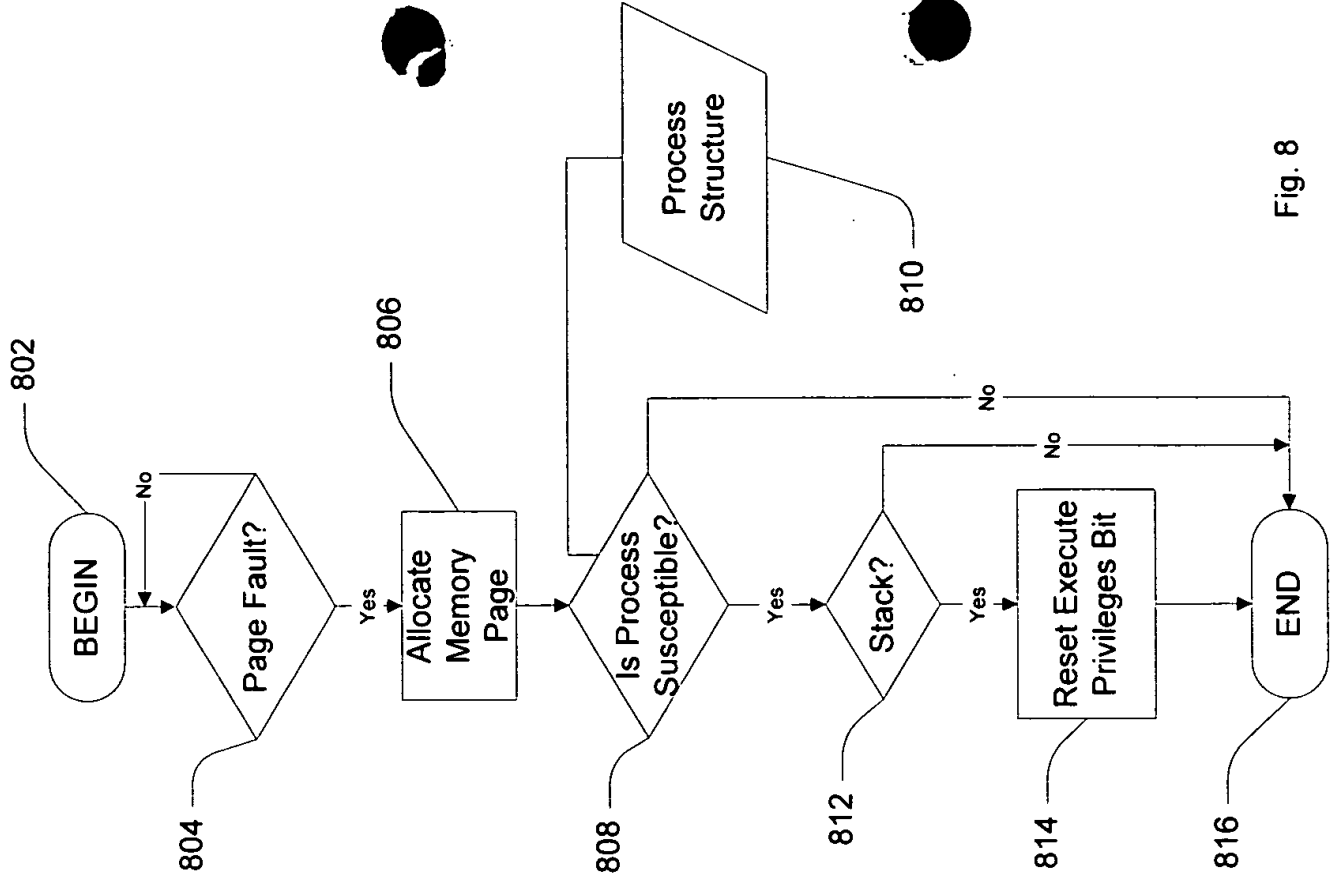 802
BEGIN
No
804
Page Fault?
Yes
806
Allocate
Memory
Page
808
Is Process
Susceptible?
Process
Structure
810
No
Yes
812
Stack?
No
Yes
814
Reset Execute
Privileges Bit
816
END
Fig. 8